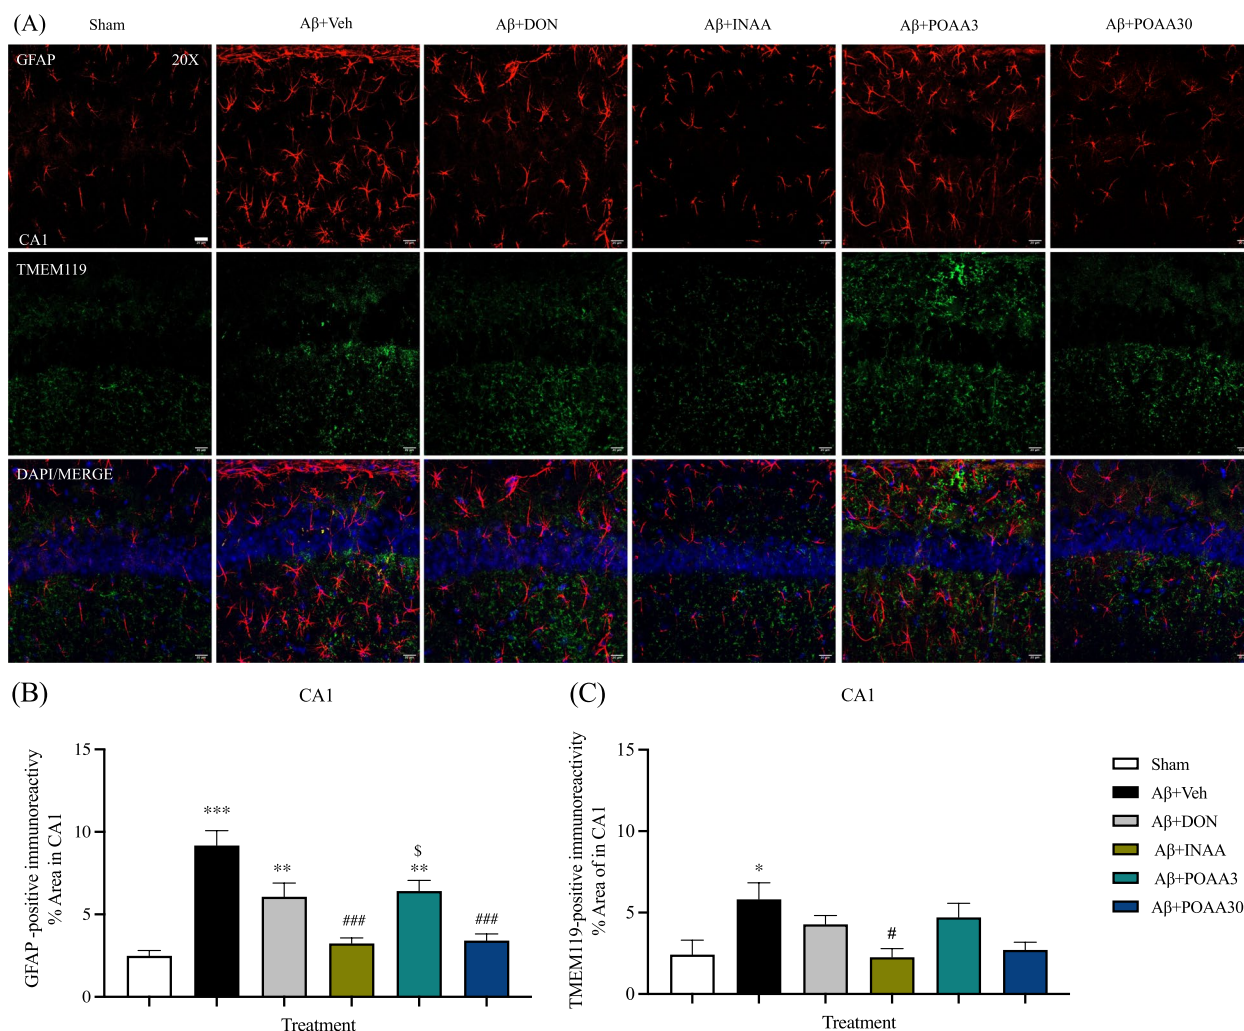 (A)
Sham
Aβ+Veh
Aβ+DON
Aβ+INAA
Aβ+POAA3
Aβ+POAA30
GFAP
20X
CA1
TMEM119
DAPI/MERGE
(B)
CA1
GFAP -positive immunoreactivy
% Area in CA1
15
10
5
0
***
**
###
$
**
###
Treatment
(C)
CA1
TMEM119-positive immunoreactivity
% Area of in CA1
15
10
5
0
*
#
Treatment
Sham
Aβ+Veh
Aβ+DON
Aβ+INAA
Aβ+POAA3
Aβ+POAA30